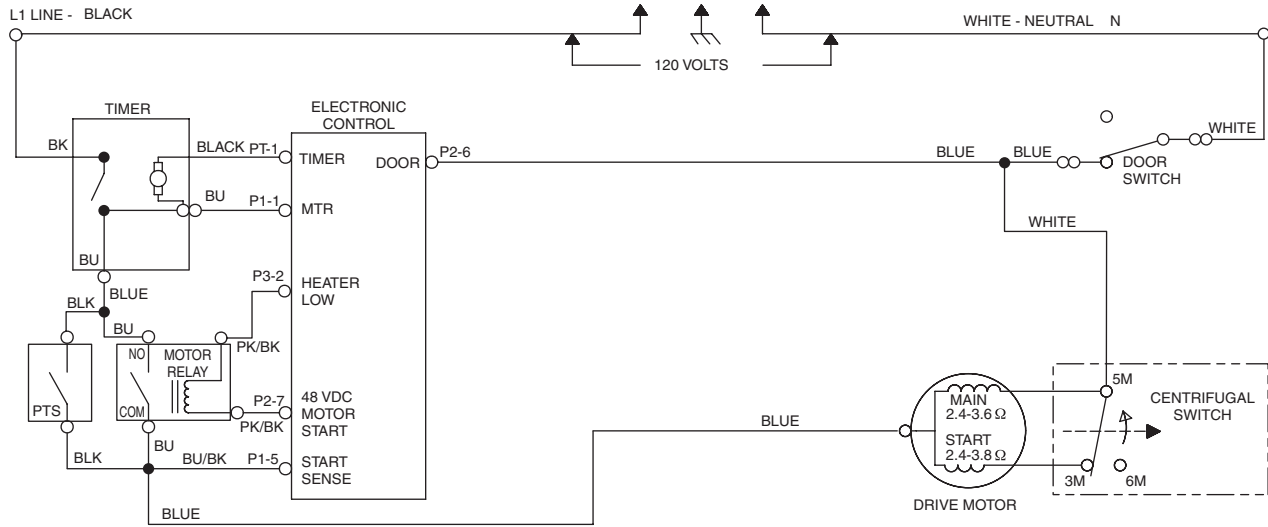 L1 LINE - BLACK
WHITE - NEUTRAL N
120 VOLTS
TIMER
ELECTRONIC
CONTROL
BK
BLACK
PT-1
TIMER
DOOR
P2-6
BLUE
BLUE
WHITE
DOOR
SWITCH
BU
P1-1
MTR
WHITE
BU
BLUE
P3-2
HEATER
LOW
BLK
BU
PK/BK
NO
MOTOR
RELAY
PTS
COM
P2-7
PK/BK
48 VDC
MOTOR
START
BU
BLK
BU/BK
P1-5
START
SENSE
BLUE
BLUE
MAIN
2.4-3.6 Ω
START
2.4-3.8 Ω
DRIVE MOTOR
5M
CENTRIFUGAL
SWITCH
3M
6M